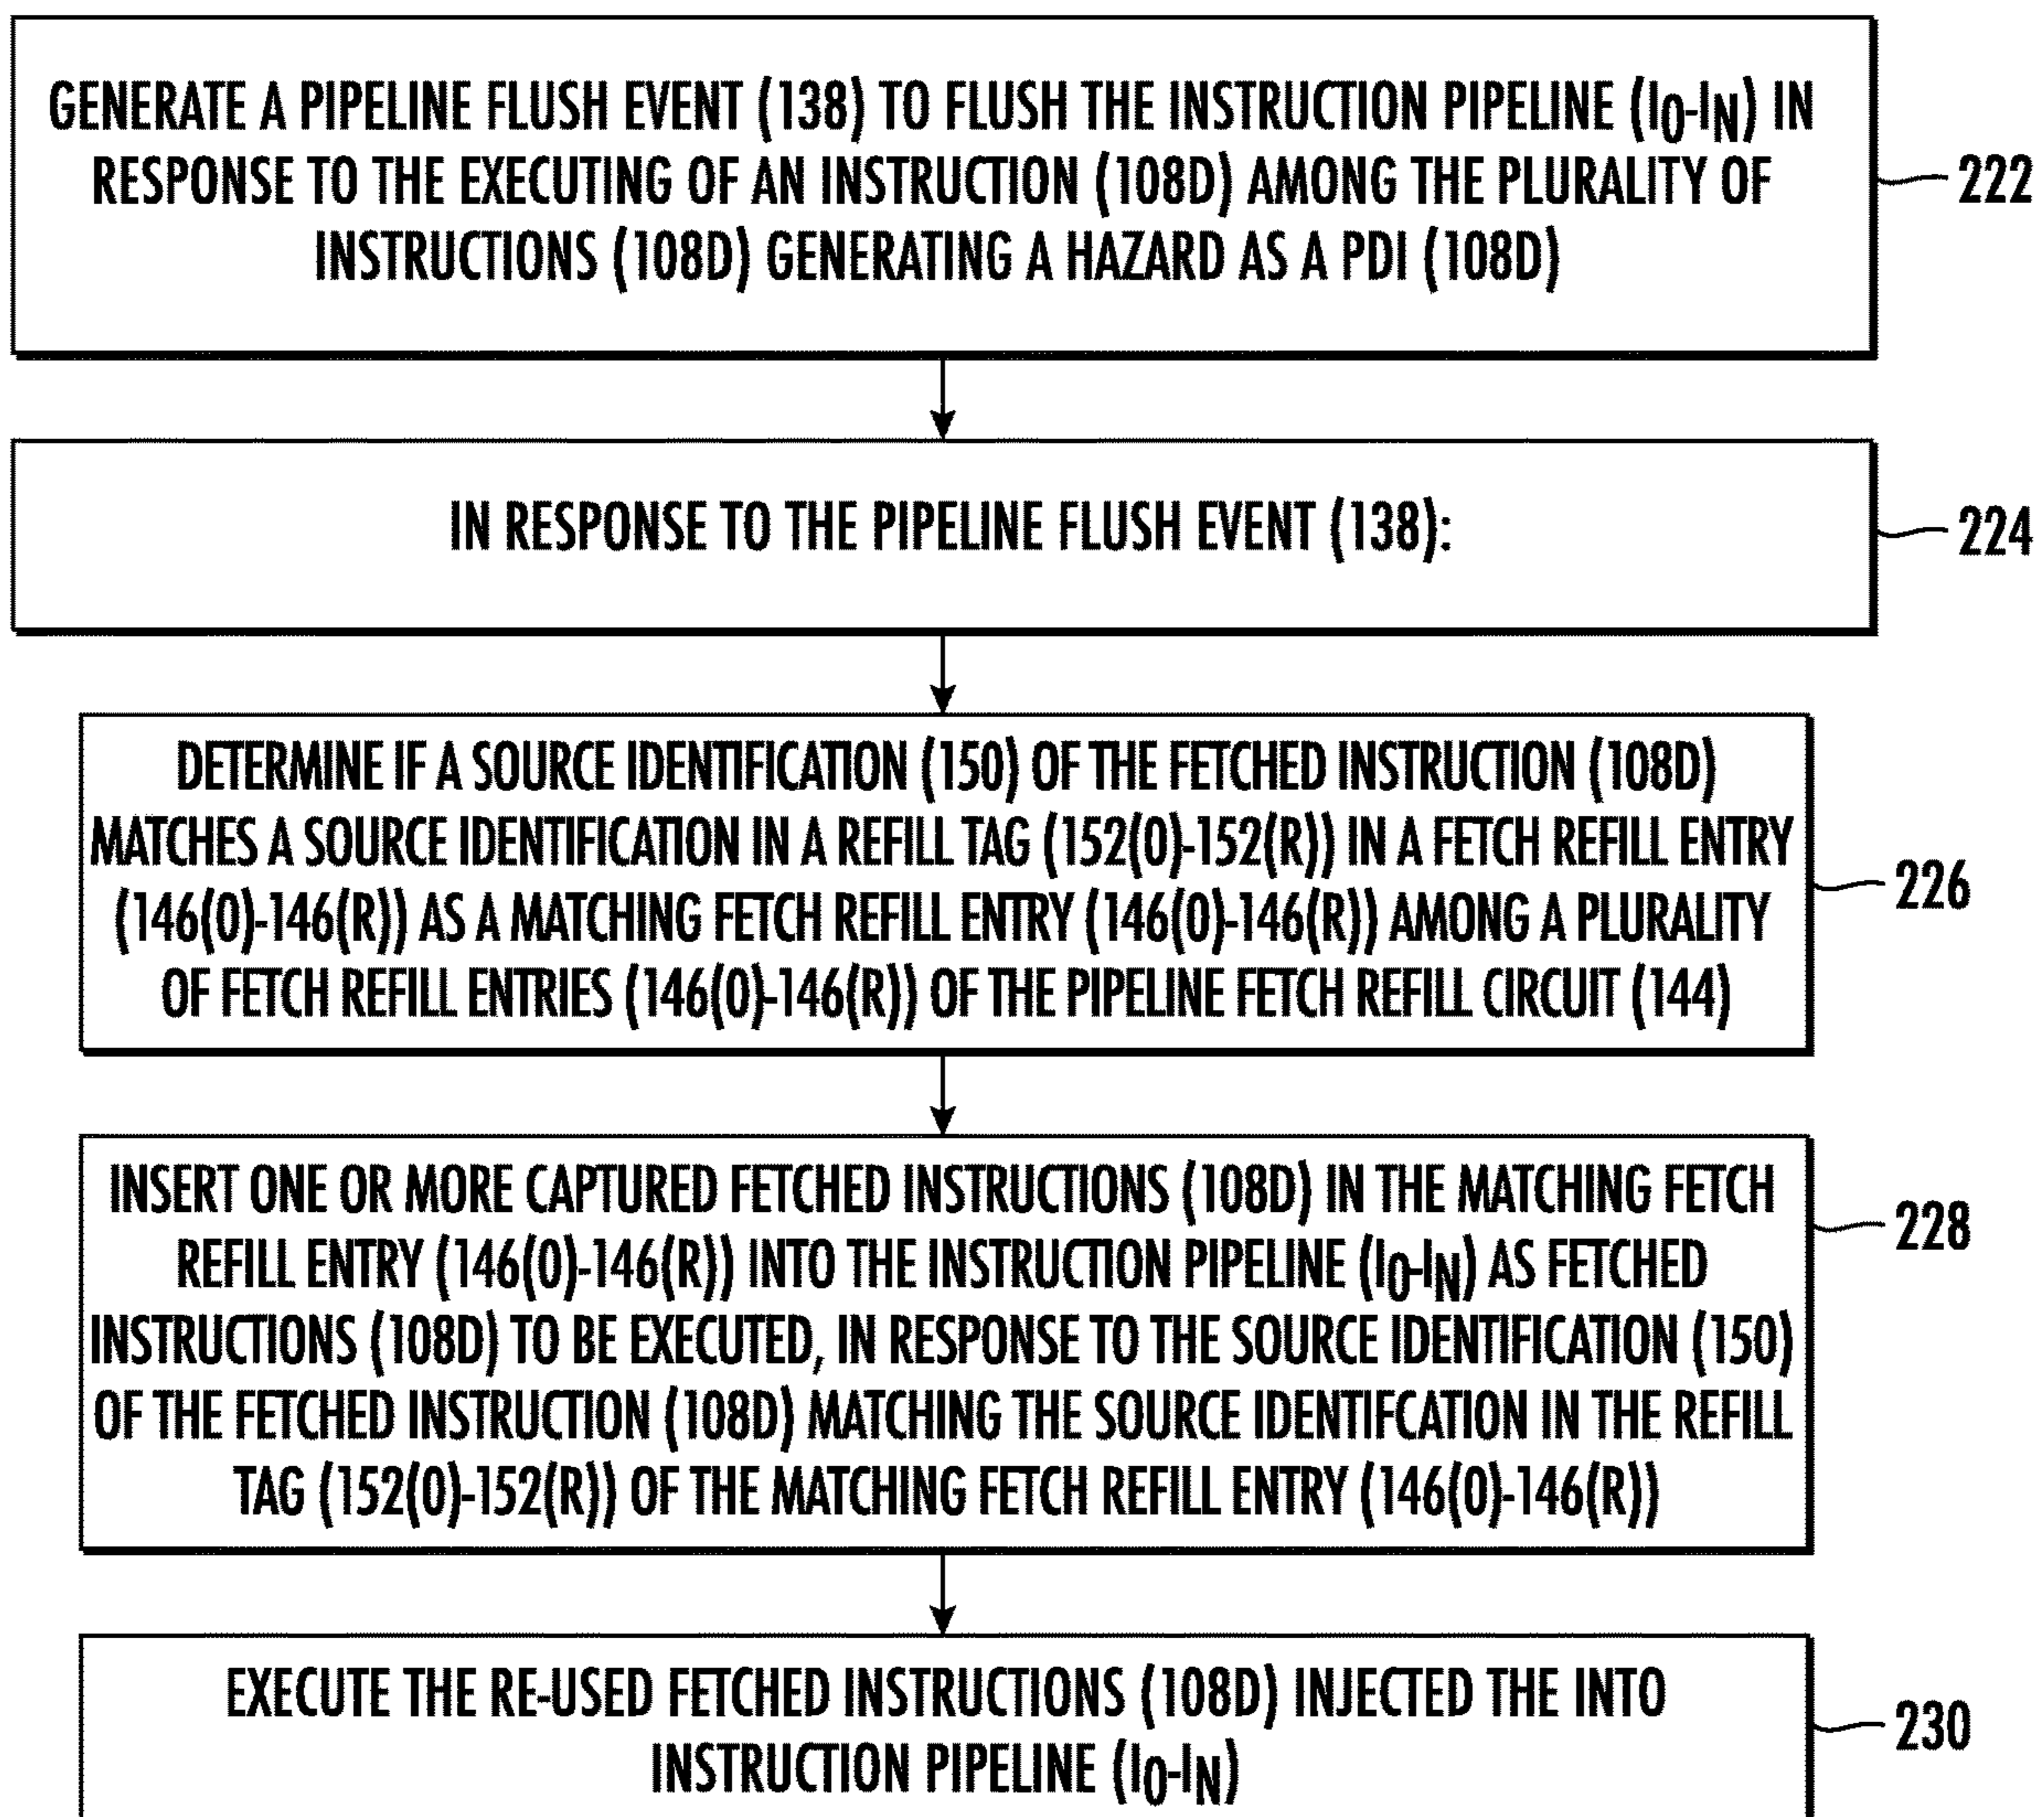 GENERATE A PIPELINE FLUSH EVENT (138) TO FLUSH THE INSTRUCTION PIPELINE (I0-IN) IN
RESPONSE TO THE EXECUTING OF AN INSTRUCTION (108D) AMONG THE PLURALITY OF
INSTRUCTIONS (108D) GENERATING A HAZARD AS A PDI (108D)
222
IN RESPONSE TO THE PIPELINE FLUSH EVENT (138):
224
DETERMINE IF A SOURCE IDENTIFICATION (150) OF THE FETCHED INSTRUCTION (108D)
MATCHES A SOURCE IDENTIFICATION IN A REFILL TAG (152(0)-152(R)) IN A FETCH REFILL ENTRY
(146(0)-146(R)) AS A MATCHING FETCH REFILL ENTRY (146(0)-146(R)) AMONG A PLURALITY
OF FETCH REFILL ENTRIES (146(0)-146(R)) OF THE PIPELINE FETCH REFILL CIRCUIT (144)
226
INSERT ONE OR MORE CAPTURED FETCHED INSTRUCTIONS (108D) IN THE MATCHING FETCH
REFILL ENTRY (146(0)-146(R)) INTO THE INSTRUCTION PIPELINE (I0-IN) AS FETCHED
INSTRUCTIONS (108D) TO BE EXECUTED, IN RESPONSE TO THE SOURCE IDENTIFICATION (150)
OF THE FETCHED INSTRUCTION (108D) MATCHING THE SOURCE IDENTIFCATION IN THE REFILL
TAG (152(0)-152(R)) OF THE MATCHING FETCH REFILL ENTRY (146(0)-146(R))
228
EXECUTE THE RE-USED FETCHED INSTRUCTIONS (108D) INJECTED THE INTO
INSTRUCTION PIPELINE (I0-IN)
230